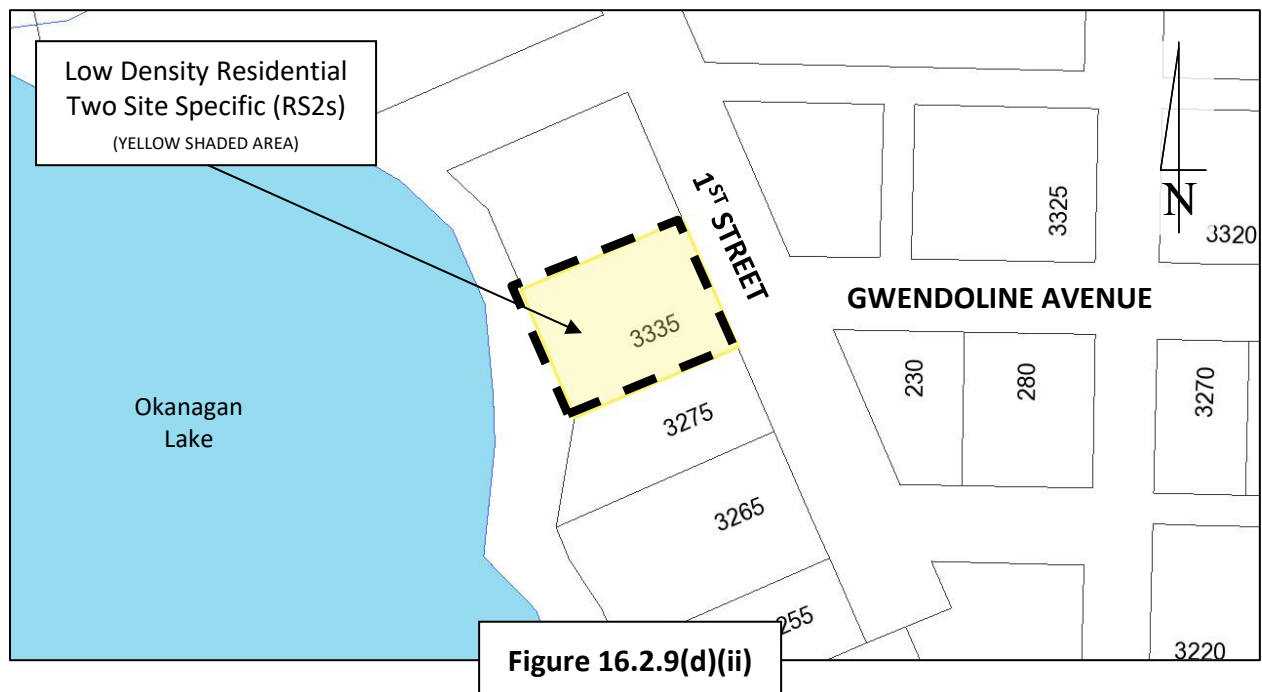 Low Density Residential
Two Site Specific (RS2s)
(YELLOW SHADED AREA)
1ST STREET
3325
N
3320
GWENDOLINE AVENUE
3335
230
280
3270
Okanagan
Lake
3275
3265
255
3220
Figure 16.2.9(d)(ii)